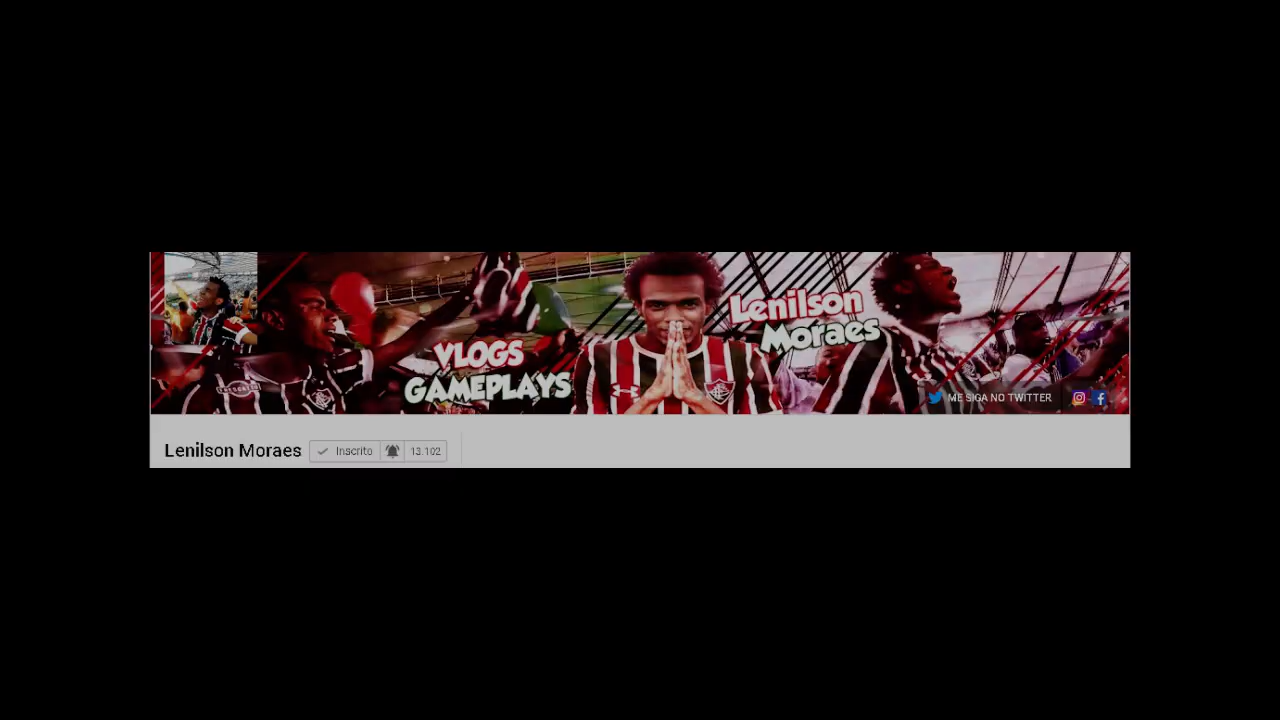 Lenilson
Moraes
VLOGS
GAMEPLAYS
ME SIGA NO TWITTER
Lenilson Moraes
Inscrito
13.102